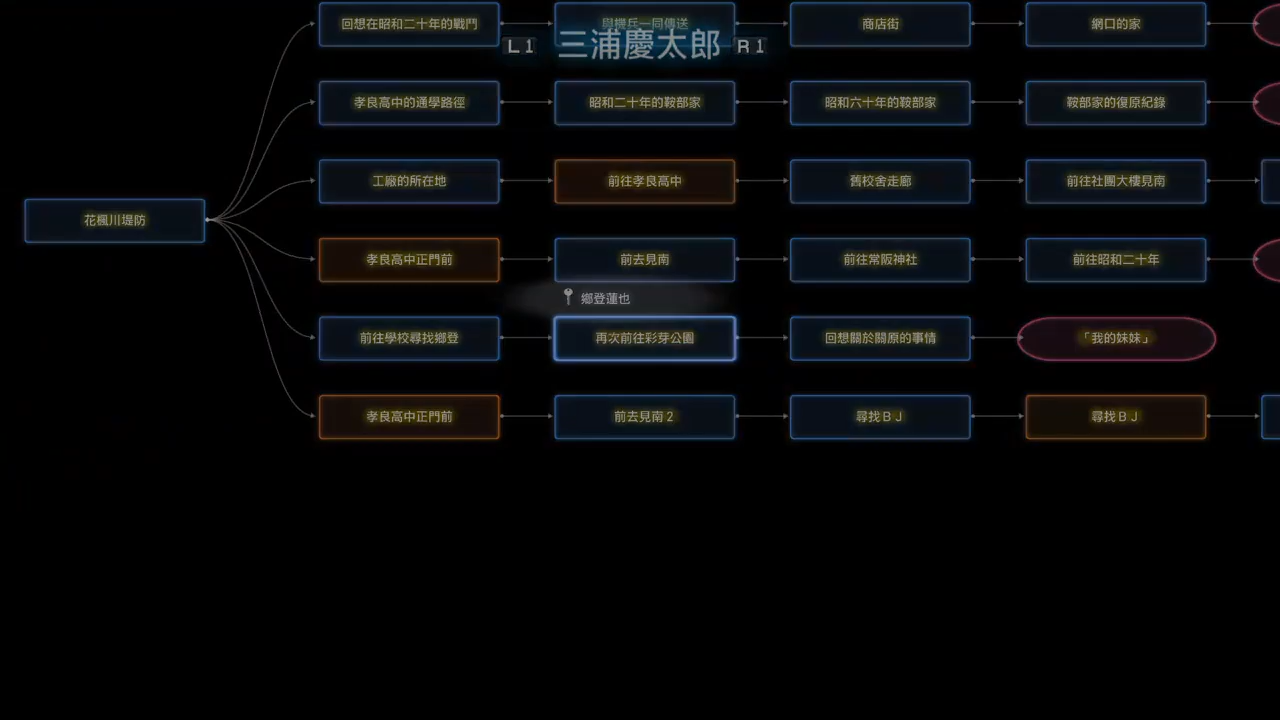 回想在昭和二十年的戰鬥
與機兵一同傳送
商店街
網口的家
L1 三浦慶太郎 R1
孝良高中的通學路徑
昭和二十年的鞍部家
昭和六十年的鞍部家
鞍部家的復原紀錄
工廠的所在地
前往孝良高中
舊校舍走廊
前往社團大樓見南
花楓川堤防
孝良高中正門前
前去見南
前往常阪神社
前往昭和二十年
鄉登蓮也
前往學校尋找鄉登
再次前往彩芽公園
回想關於關原的事情
「我的妹妹」
孝良高中正門前
前去見南2
尋找BJ
尋找BJ